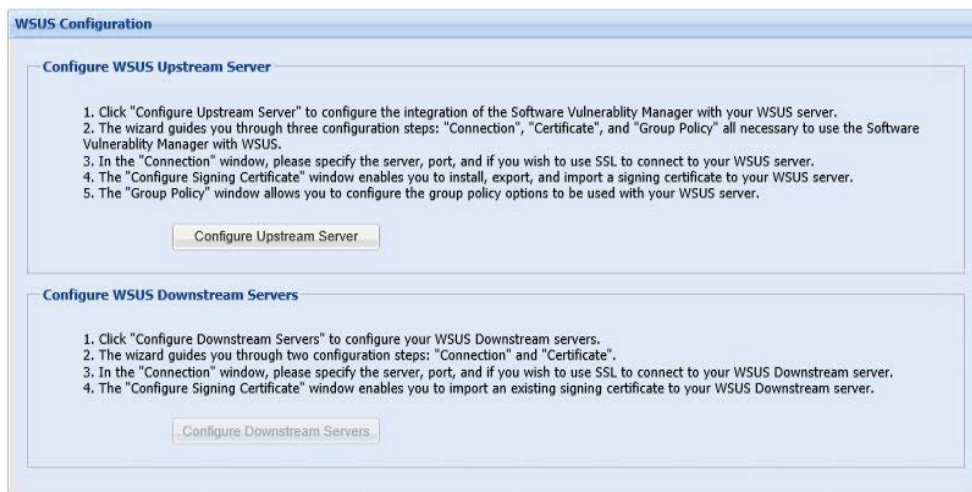 WSUS Configuration
Configure WSUS Upstream Server
1. Click "Configure Upstream Server" to configure the integration of the Software Vulnerablity Manager with your WSUS server.
2. The wizard guides you through three configuration steps: "Connection", "Certificate", and "Group Policy" all necessary to use the Software
Vulnerablity Manager with WSUS.
3. In the "Connection" window, please specify the server, port, and if you wish to use SSL to connect to your WSUS server.
4. The "Configure Signing Certificate" window enables you to install, export, and import a signing certificate to your WSUS server.
5. The "Group Policy" window allows you to configure the group policy options to be used with your WSUS server.
Configure Upstream Server
Configure WSUS Downstream Servers
1. Click "Configure Downstream Servers" to configure your WSUS Downstream servers.
2. The wizard guides you through two configuration steps: "Connection" and "Certificate".
3. In the "Connection" window, please specify the server, port, and if you wish to use SSL to connect to your WSUS Downstream server.
4. The "Configure Signing Certificate" window enables you to import an existing signing certificate to your WSUS Downstream server.
Configure Downstream Servers